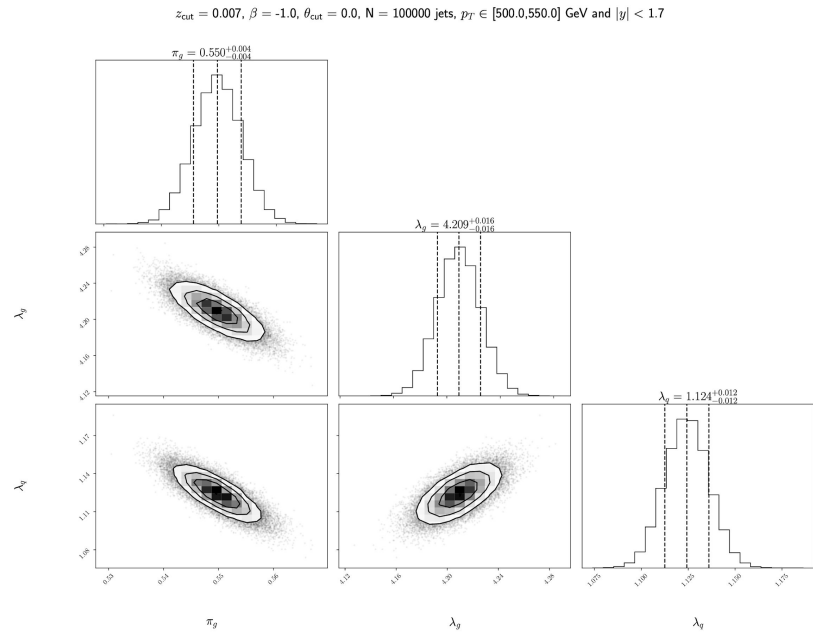 z_cut = 0.007, β = -1.0, θ_cut = 0.0, N = 100000 jets, p_T ∈ [500.0,550.0] GeV and |y| < 1.7
π_g = 0.550^{+0.004}_{-0.004}
λ_g = 4.209^{+0.016}_{-0.016}
λ_q = 1.124^{+0.012}_{-0.012}
λ_g
4.28
4.24
4.20
4.16
4.12
λ_q
1.17
1.14
1.11
1.08
0.53 0.54 0.55 0.56
4.12 4.16 4.20 4.24 4.28
1.075 1.100 1.125 1.150 1.175
π_g
λ_g
λ_q